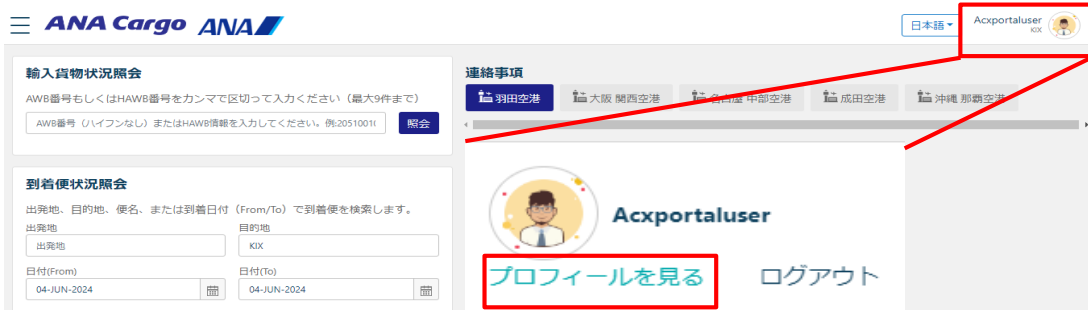 ANA Cargo ANA
日本語
Acxportaluser
KIX
輸入貨物状況照会
AWB番号もしくはHAWB番号をカンマで区切って入力ください（最大9件まで）
AWB番号（ハイフンなし）またはHAWB情報を入力してください。例:20510010
照会
連絡事項
羽田空港
大阪 関西空港
名古屋 中部空港
成田空港
沖縄 那覇空港
到着便状況照会
出発地、目的地、便名、または到着日付（From/To）で到着便を検索します。
出発地
目的地
出発地
KIX
日付(From)
日付(To)
04-JUN-2024
04-JUN-2024
Acxportaluser
プロフィールを見る
ログアウト